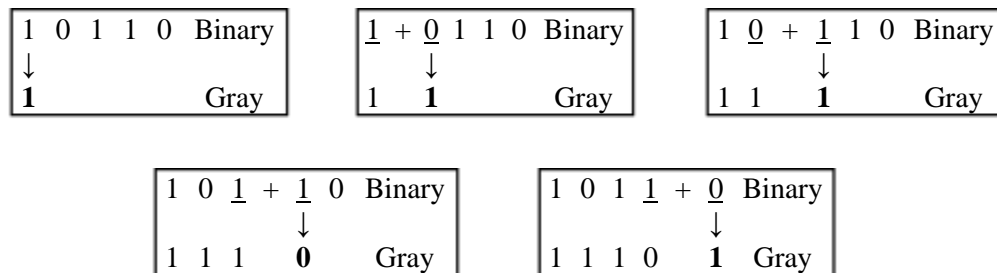 1 0 1 1 0 Binary
↓
1 Gray
1 + 0 1 1 0 Binary
↓
1 1 Gray
1 0 + 1 1 0 Binary
↓
1 1 1 Gray
1 0 1 + 1 0 Binary
↓
1 1 1 0 Gray
1 0 1 1 + 0 Binary
↓
1 1 1 0 1 Gray